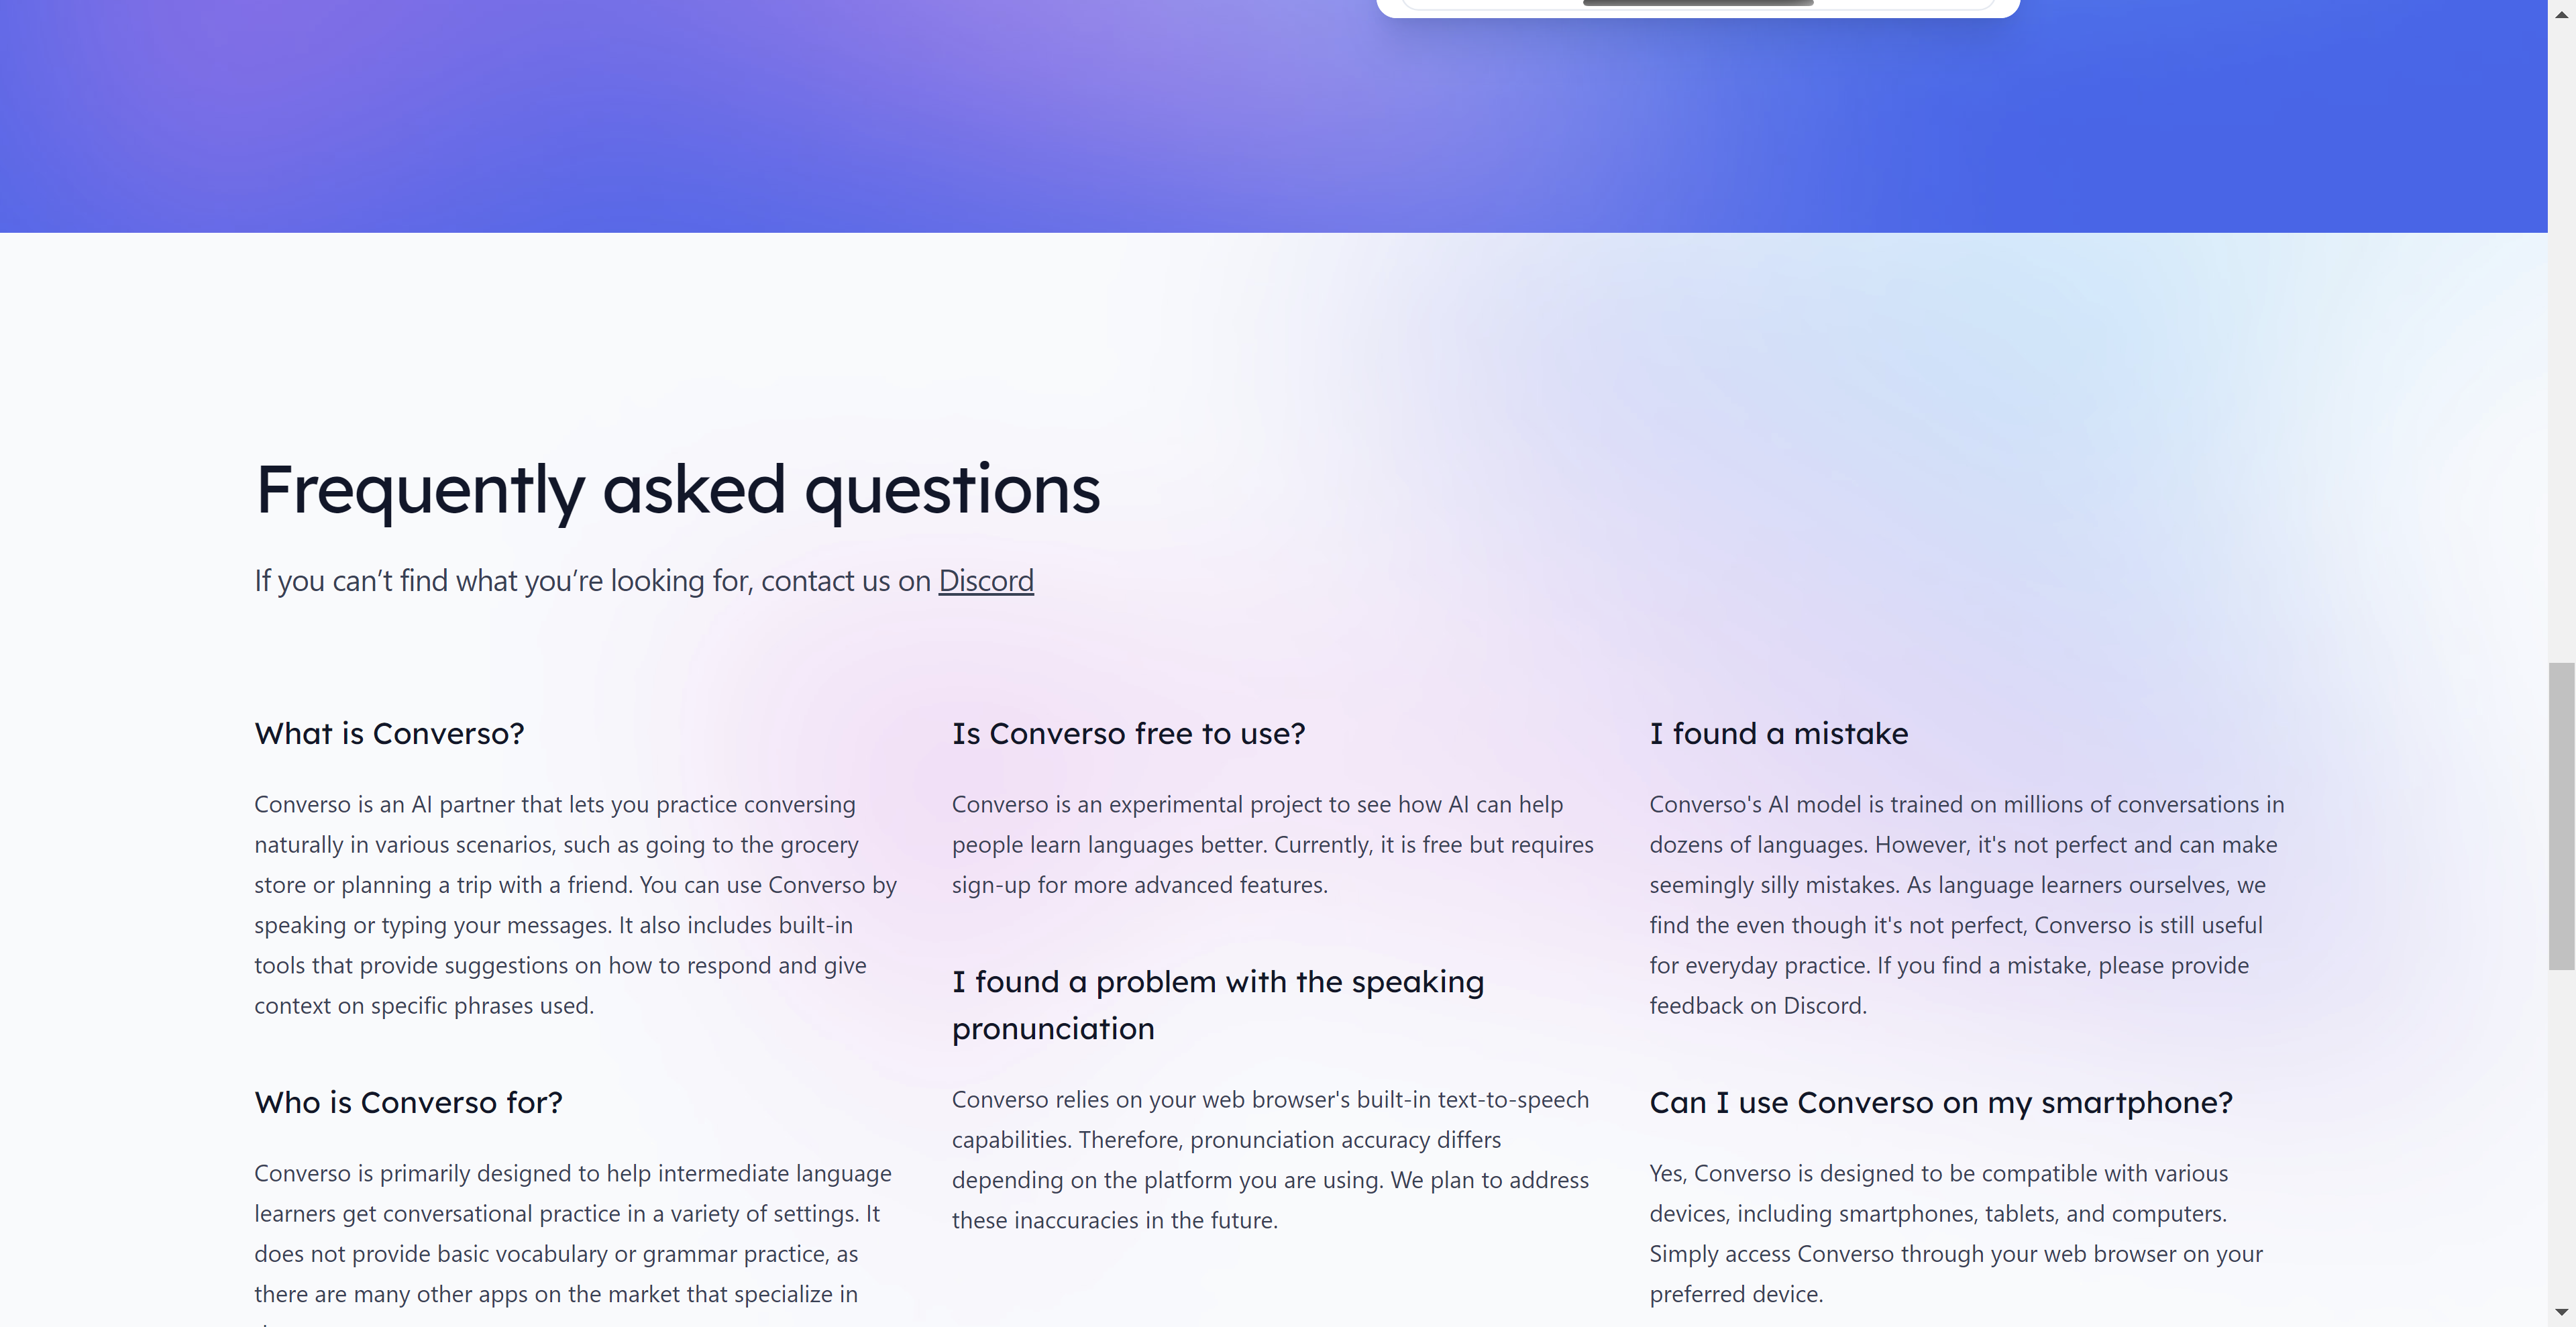 Frequently asked questions
If you can’t find what you’re looking for, contact us on Discord
What is Converso?
Converso is an AI partner that lets you practice conversing
naturally in various scenarios, such as going to the grocery
store or planning a trip with a friend. You can use Converso by
speaking or typing your messages. It also includes built-in
tools that provide suggestions on how to respond and give
context on specific phrases used.
Who is Converso for?
Converso is primarily designed to help intermediate language
learners get conversational practice in a variety of settings. It
does not provide basic vocabulary or grammar practice, as
there are many other apps on the market that specialize in
Is Converso free to use?
Converso is an experimental project to see how AI can help
people learn languages better. Currently, it is free but requires
sign-up for more advanced features.
I found a problem with the speaking
pronunciation
Converso relies on your web browser's built-in text-to-speech
capabilities. Therefore, pronunciation accuracy differs
depending on the platform you are using. We plan to address
these inaccuracies in the future.
I found a mistake
Converso's AI model is trained on millions of conversations in
dozens of languages. However, it's not perfect and can make
seemingly silly mistakes. As language learners ourselves, we
find the even though it's not perfect, Converso is still useful
for everyday practice. If you find a mistake, please provide
feedback on Discord.
Can I use Converso on my smartphone?
Yes, Converso is designed to be compatible with various
devices, including smartphones, tablets, and computers.
Simply access Converso through your web browser on your
preferred device.